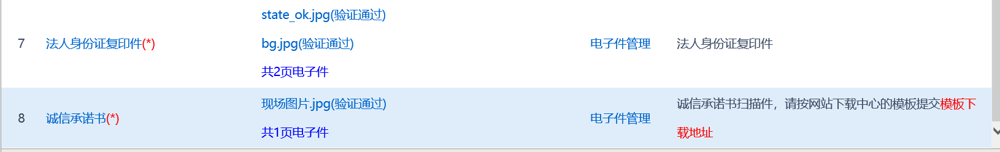 state_ok.jpg(验证通过)
7 法人身份证复印件(*) bg.jpg(验证通过) 电子件管理 法人身份证复印件
共2页电子件
现场图片.jpg(验证通过) 诚信承诺书扫描件，请按网站下载中心的模板提交模板下
8 诚信承诺书(*) 电子件管理
共1页电子件 载地址